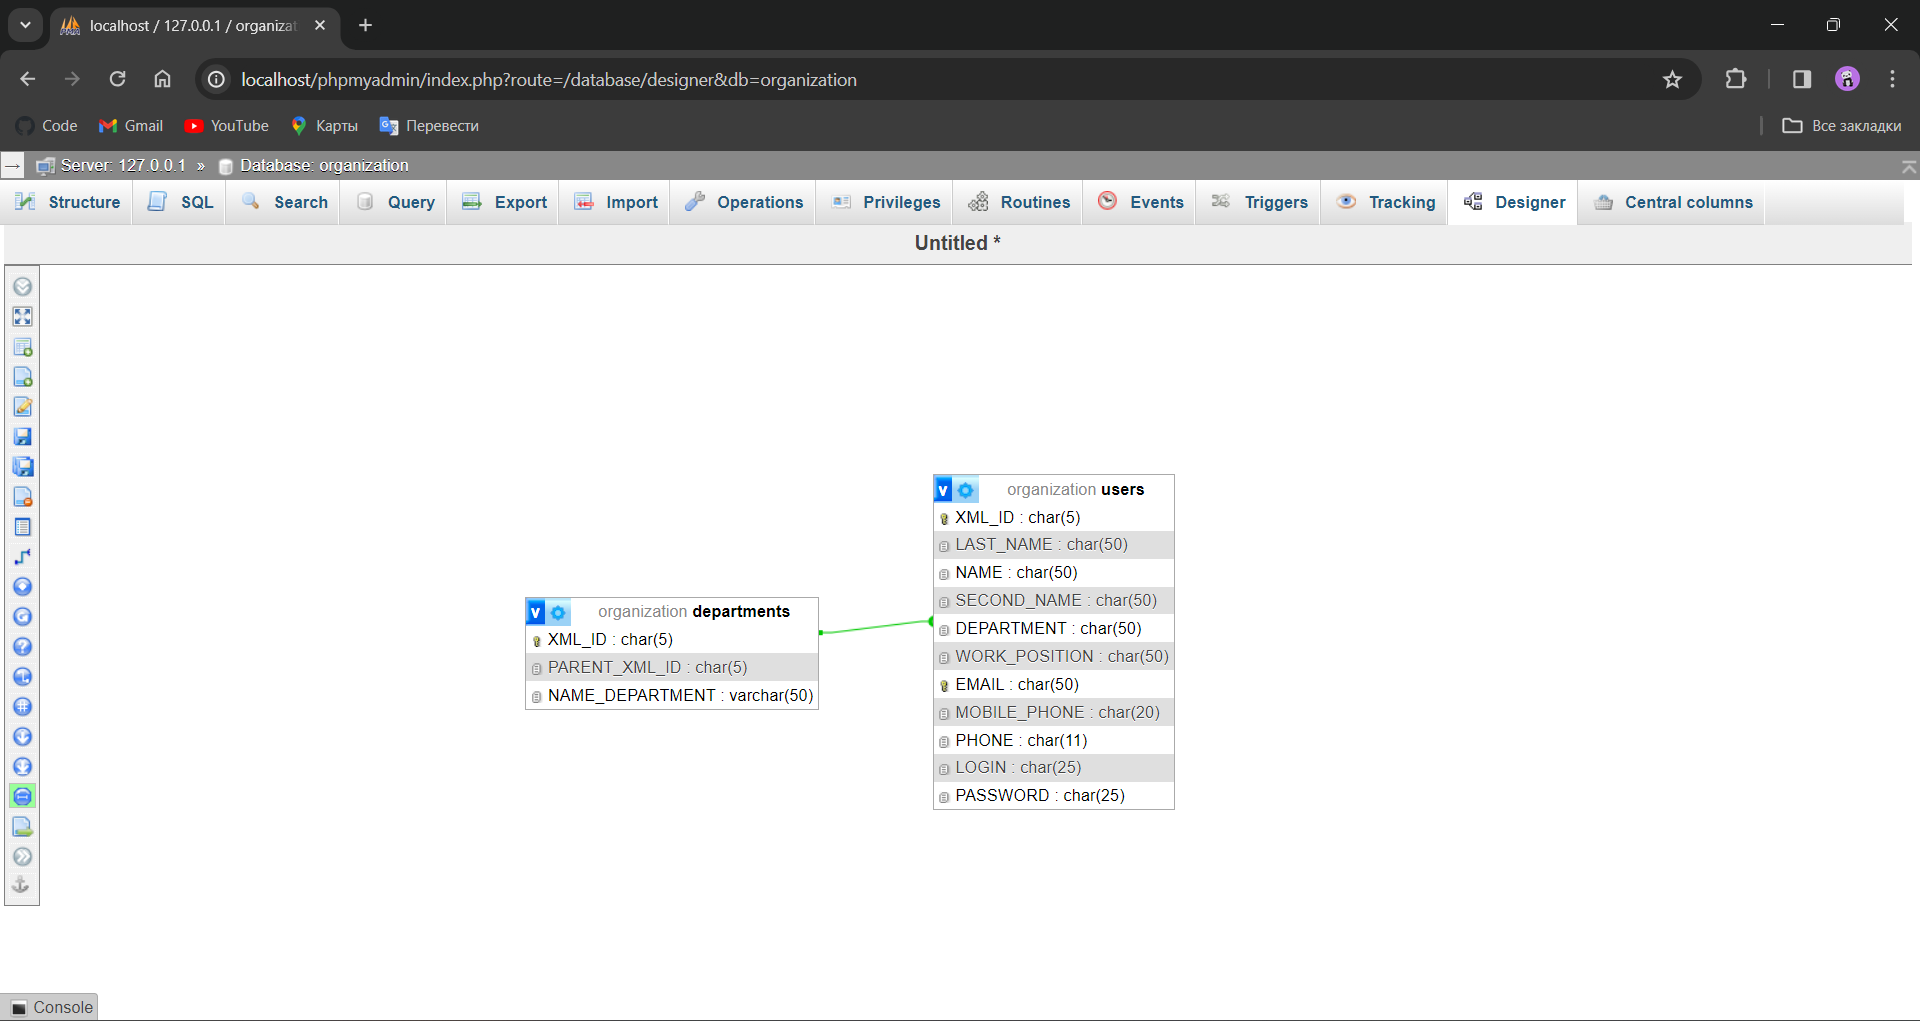 localhost / 127.0.0.1 / organizat
localhost/phpmyadmin/index.php?route=/database/designer&db=organization
Code Gmail YouTube Карты Перевести Все закладки
Server: 127.0.0.1 » Database: organization
Structure SQL Search Query Export Import Operations Privileges Routines Events Triggers Tracking Designer Central columns
Untitled *
v organization users
XML_ID : char(5)
LAST_NAME : char(50)
NAME : char(50)
SECOND_NAME : char(50)
DEPARTMENT : char(50)
WORK_POSITION : char(50)
EMAIL : char(50)
MOBILE_PHONE : char(20)
PHONE : char(11)
LOGIN : char(25)
PASSWORD : char(25)
v organization departments
XML_ID : char(5)
PARENT_XML_ID : char(5)
NAME_DEPARTMENT : varchar(50)
Console